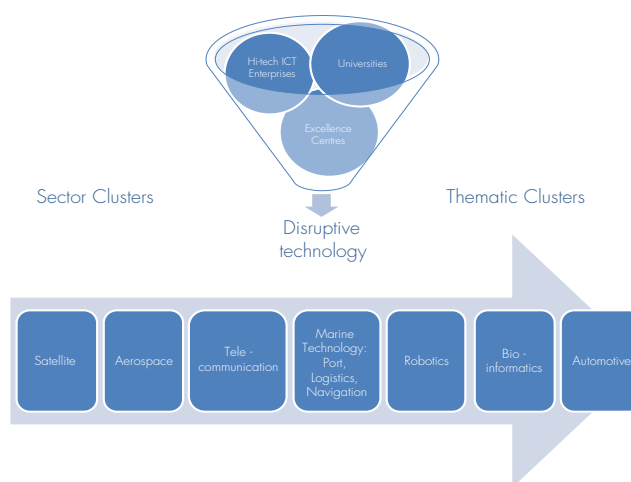 Hi-tech ICT
Enterprises
Universities
Excellence
Centres
Sector Clusters
Thematic Clusters
Disruptive
technology
Satellite
Aerospace
Tele -
communication
Marine
Technology:
Port,
Logistics,
Navigation
Robotics
Bio -
informatics
Automotive